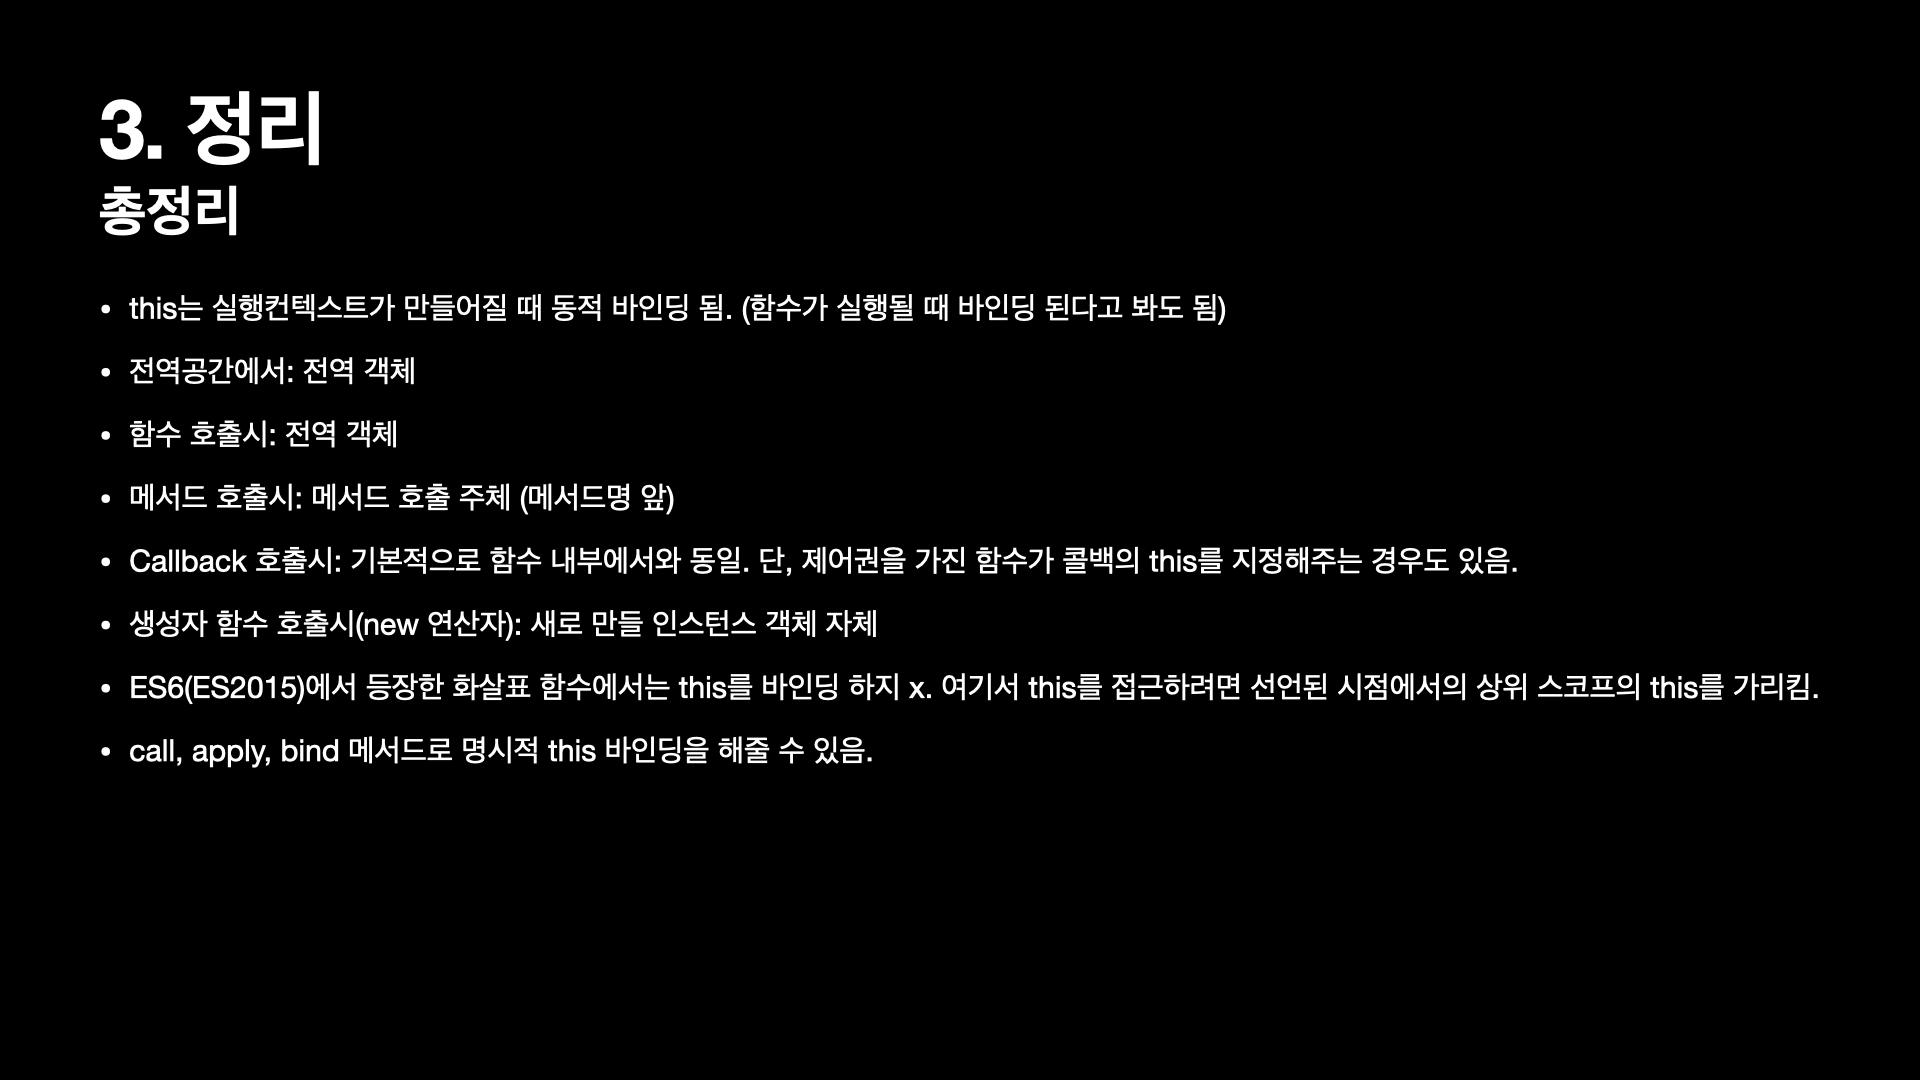 3. 정리
총정리
• this는 실행컨텍스트가 만들어질 때 동적 바인딩 됨. (함수가 실행될 때 바인딩 된다고 봐도 됨)
• 전역공간에서: 전역 객체
• 함수 호출시: 전역 객체
• 메서드 호출시: 메서드 호출 주체 (메서드명 앞)
• Callback 호출시: 기본적으로 함수 내부에서와 동일. 단, 제어권을 가진 함수가 콜백의 this를 지정해주는 경우도 있음.
• 생성자 함수 호출시(new 연산자): 새로 만들 인스턴스 객체 자체
• ES6(ES2015)에서 등장한 화살표 함수에서는 this를 바인딩 하지 x. 여기서 this를 접근하려면 선언된 시점에서의 상위 스코프의 this를 가리킴.
• call, apply, bind 메서드로 명시적 this 바인딩을 해줄 수 있음.